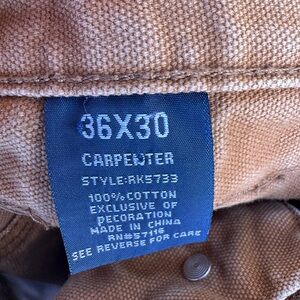 36X30
CARPENTER
STYLE:RK5733
100% COTTON
EXCLUSIVE OF
DECORATION
MADE IN CHINA
RN#57116
SEE REVERSE FOR CARE